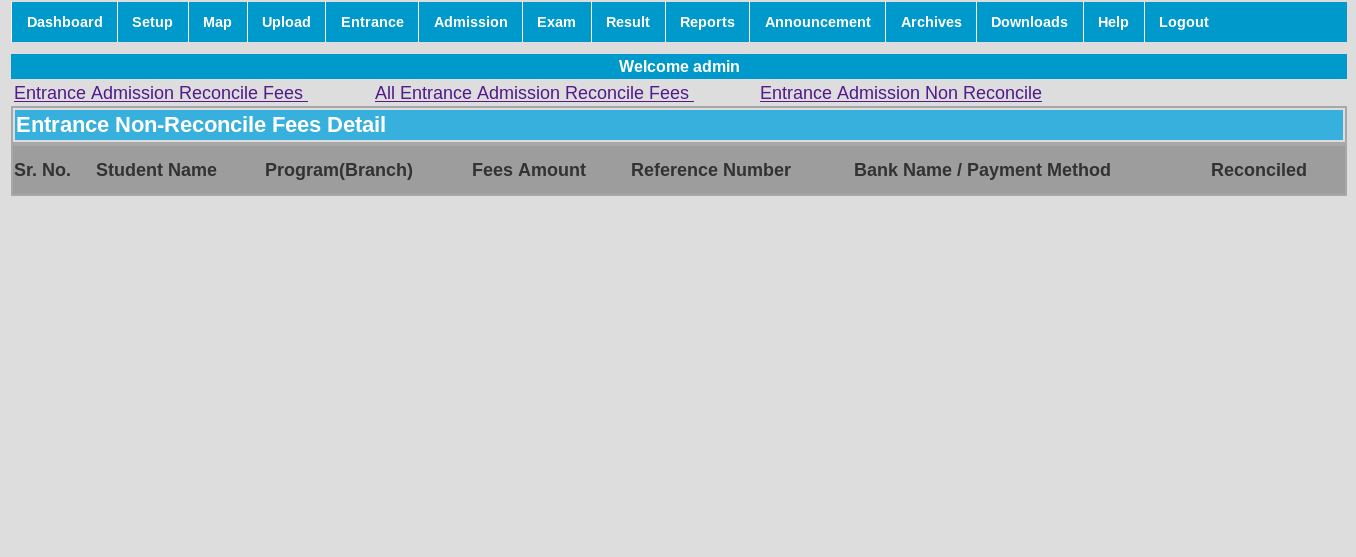 Dashboard Setup Map Upload Entrance Admission Exam Result Reports Announcement Archives Downloads Help Logout
Welcome admin
Entrance Admission Reconcile Fees All Entrance Admission Reconcile Fees Entrance Admission Non Reconcile
Entrance Non-Reconcile Fees Detail
Sr. No. Student Name Program(Branch) Fees Amount Reference Number Bank Name / Payment Method Reconciled